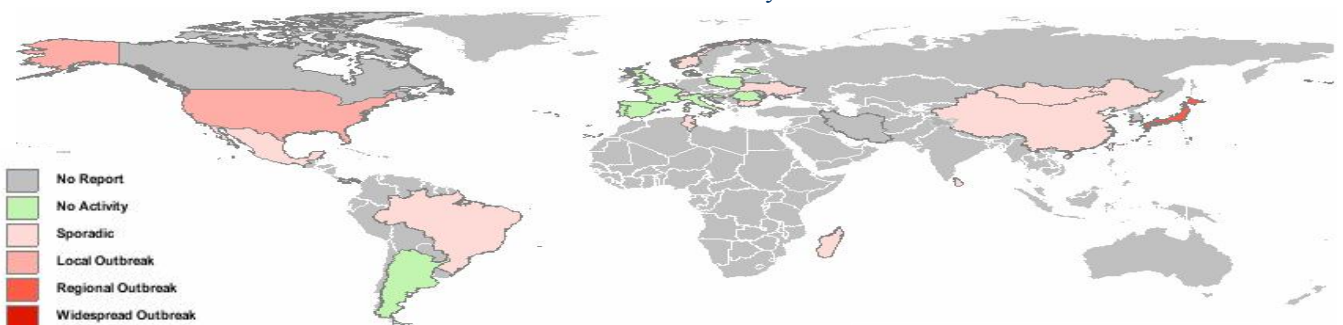 No Report
No Activity
Sporadic
Local Outbreak
Regional Outbreak
Widespread Outbreak